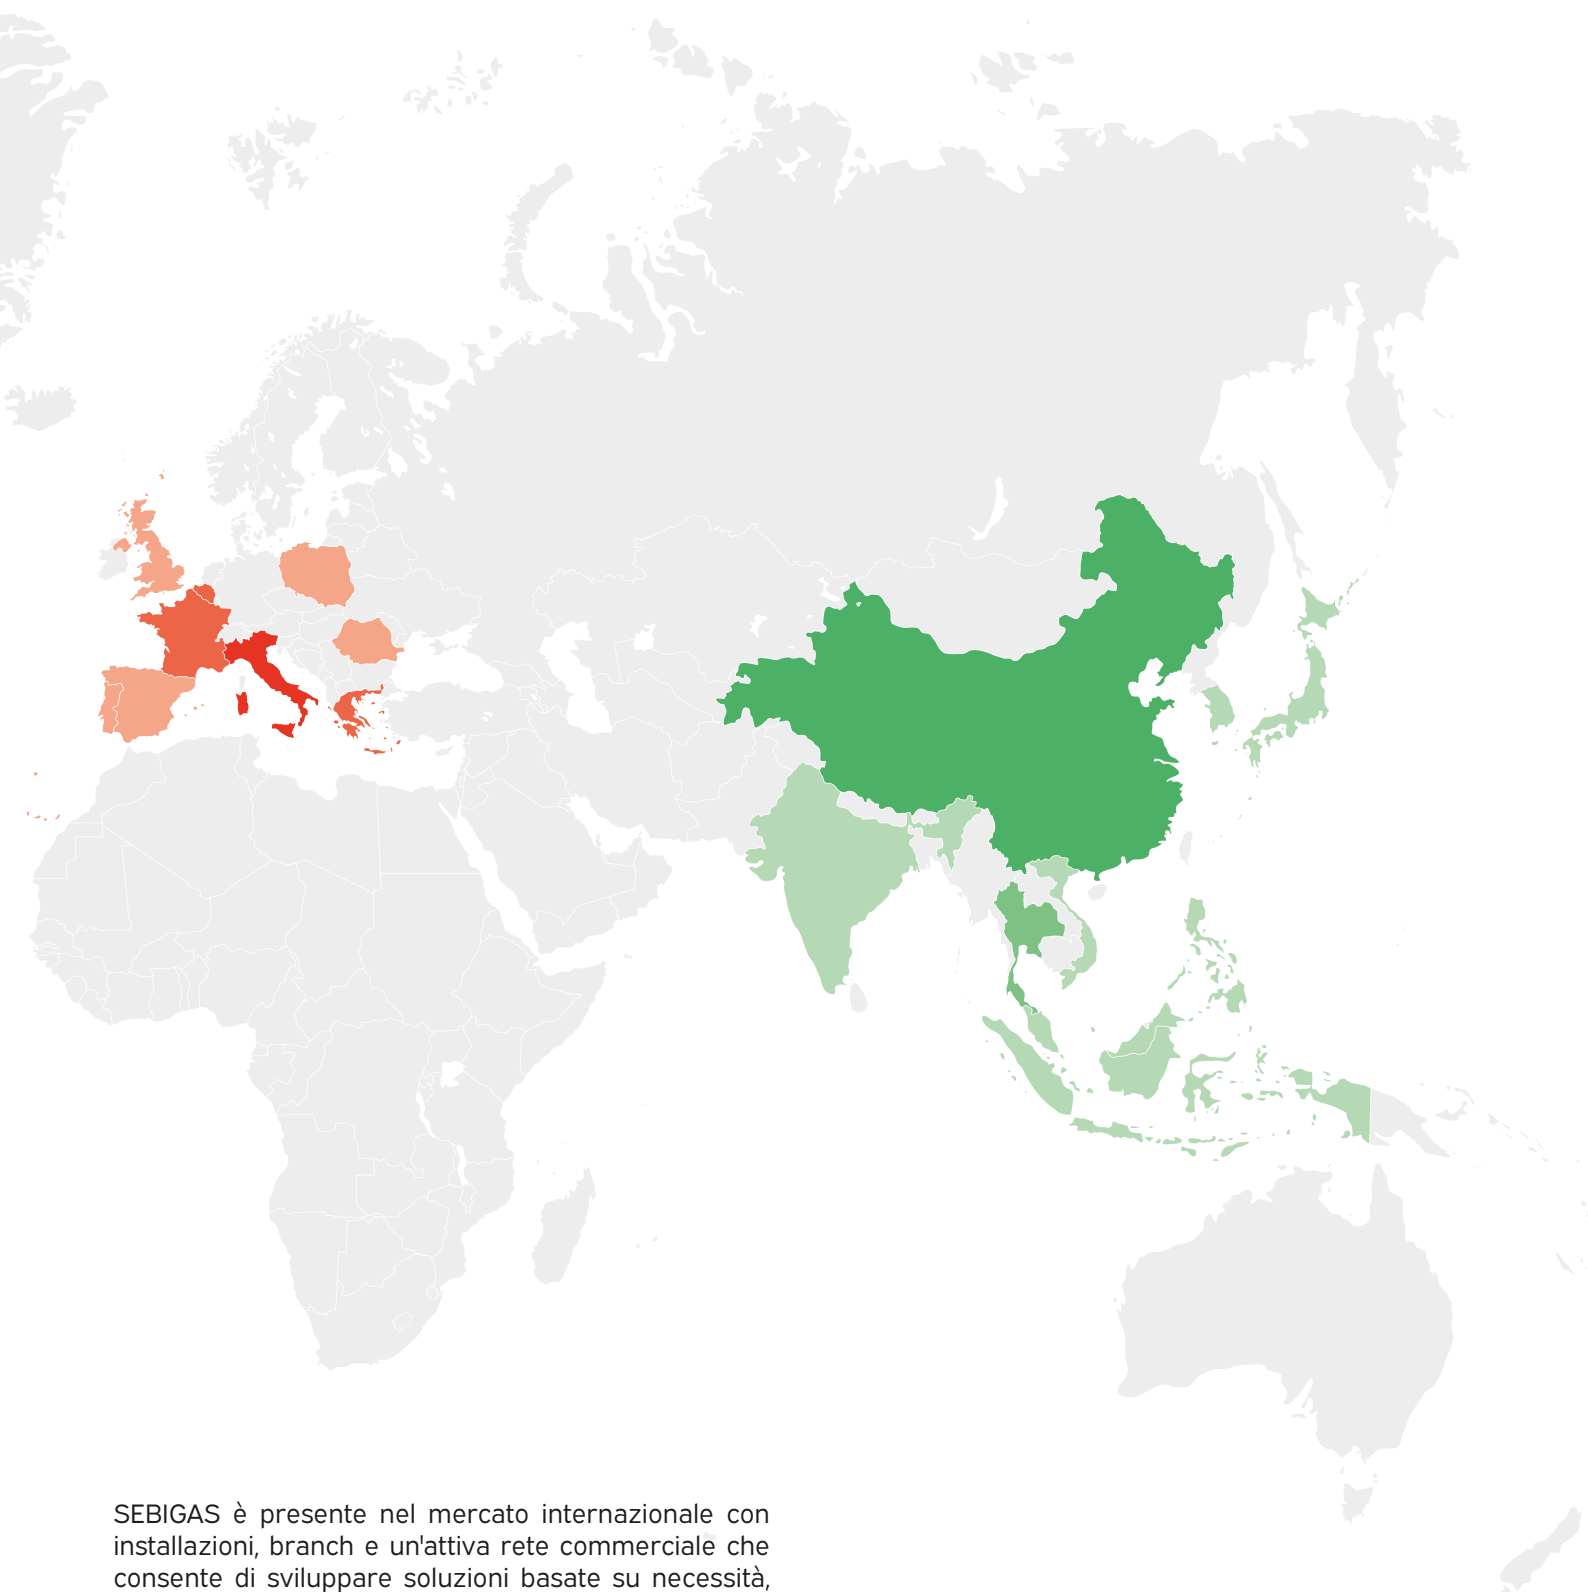 SEBIGAS è presente nel mercato internazionale con
installazioni, branch e un'attiva rete commerciale che
consente di sviluppare soluzioni basate su necessità,